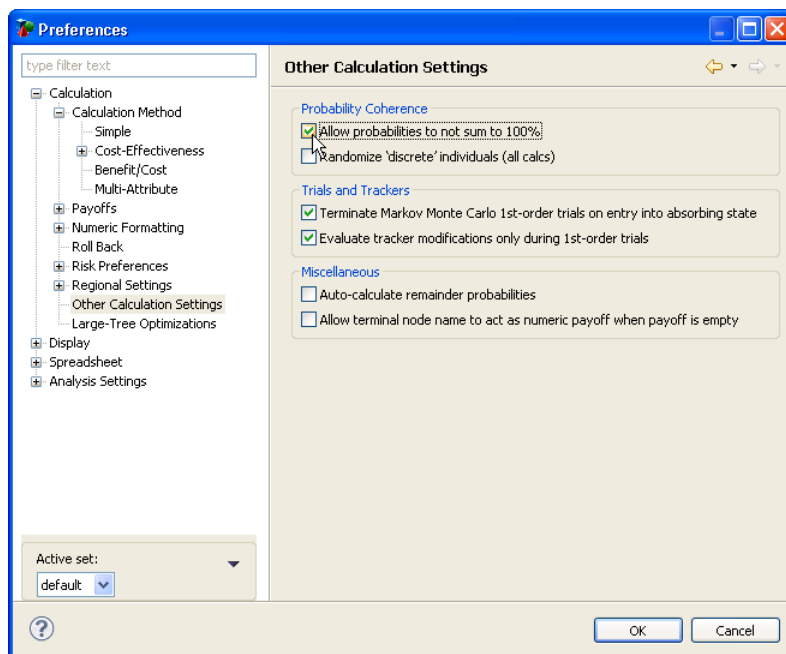 Preferences
type filter text
Calculation
Calculation Method
Simple
Cost-Effectiveness
Benefit/Cost
Multi-Attribute
Payoffs
Numeric Formatting
Roll Back
Risk Preferences
Regional Settings
Other Calculation Settings
Large-Tree Optimizations
Display
Spreadsheet
Analysis Settings
Active set:
default
Other Calculation Settings
Probability Coherence
Allow probabilities to not sum to 100%
Randomize 'discrete' individuals (all calcs)
Trials and Trackers
Terminate Markov Monte Carlo 1st-order trials on entry into absorbing state
Evaluate tracker modifications only during 1st-order trials
Miscellaneous
Auto-calculate remainder probabilities
Allow terminal node name to act as numeric payoff when payoff is empty
?
OK
Cancel